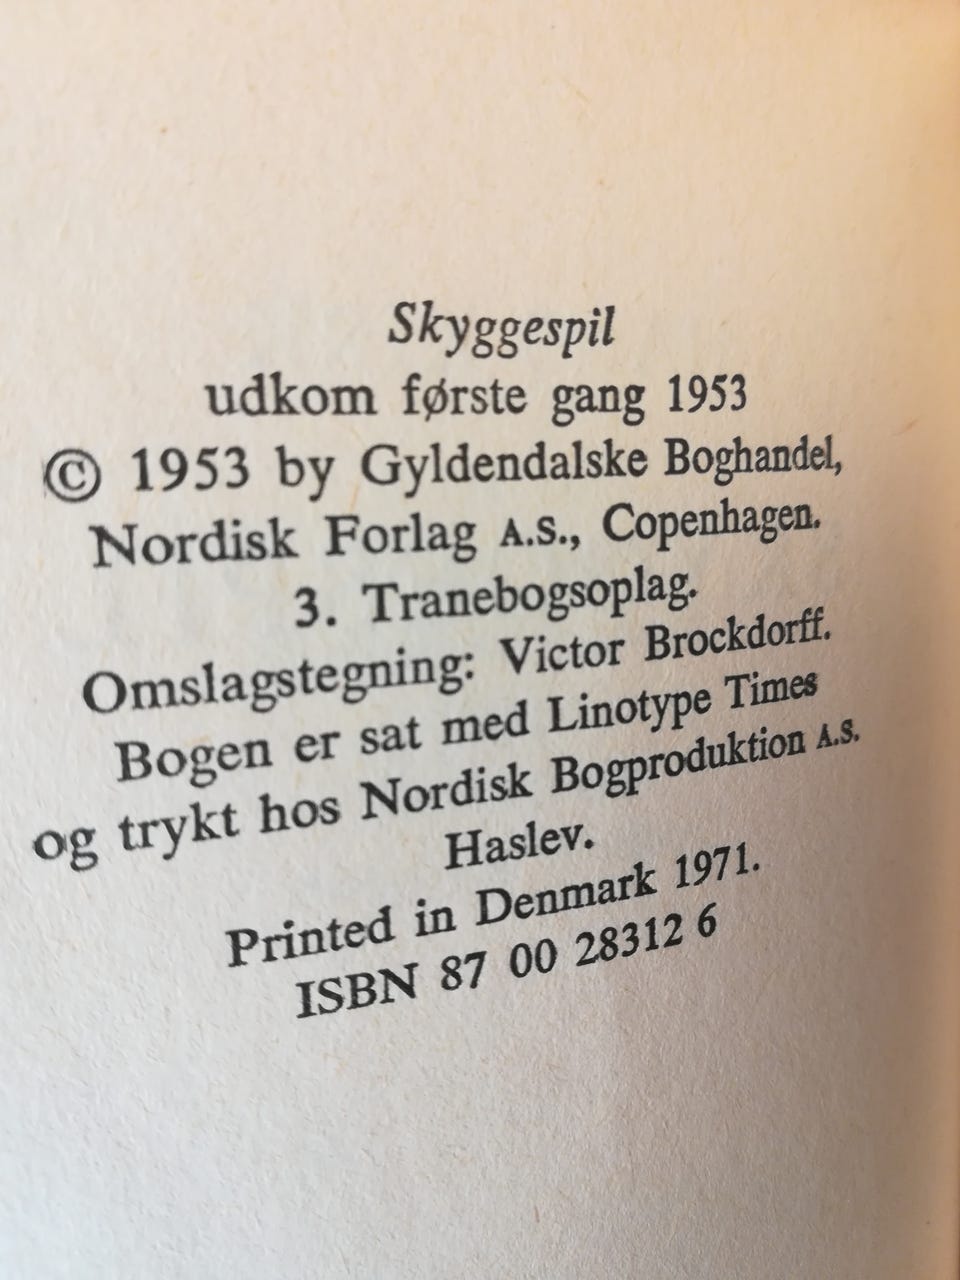 Skyggespil
udkom første gang 1953
© 1953 by Gyldendalske Boghandel,
Nordisk Forlag A.S., Copenhagen.
3. Tranebogsoplag.
Omslagstegning: Victor Brockdorff.
Bogen er sat med Linotype Times
og trykt hos Nordisk Bogproduktion A.S.
Haslev.
Printed in Denmark 1971.
ISBN 87 00 28312 6